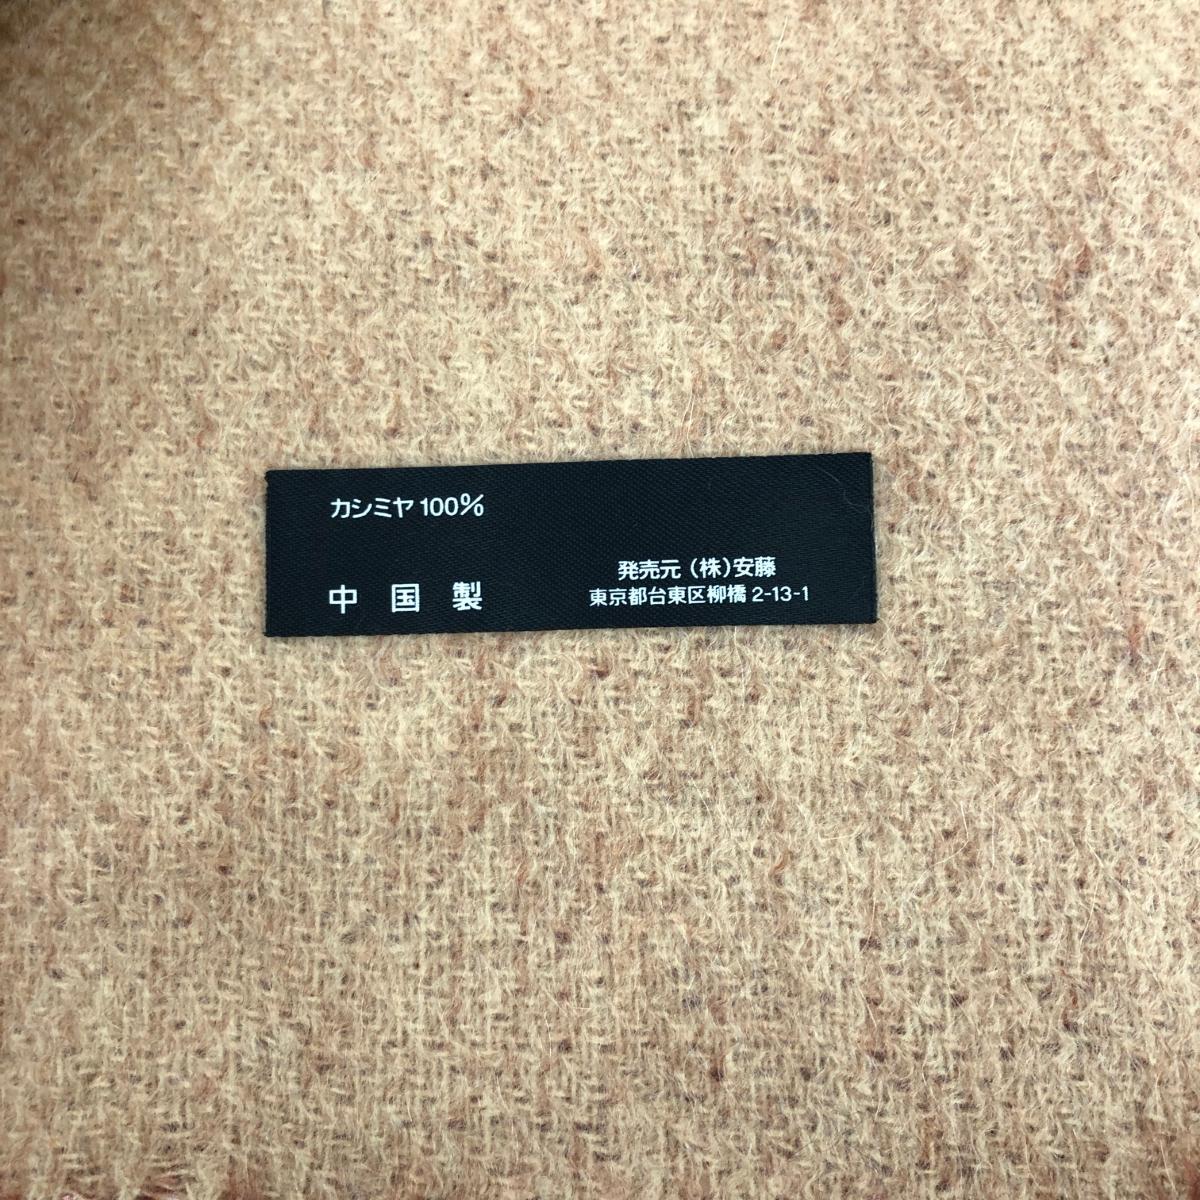 カシミヤ 100%
中国製
発売元 (株)安藤
東京都台東区柳橋 2-13-1